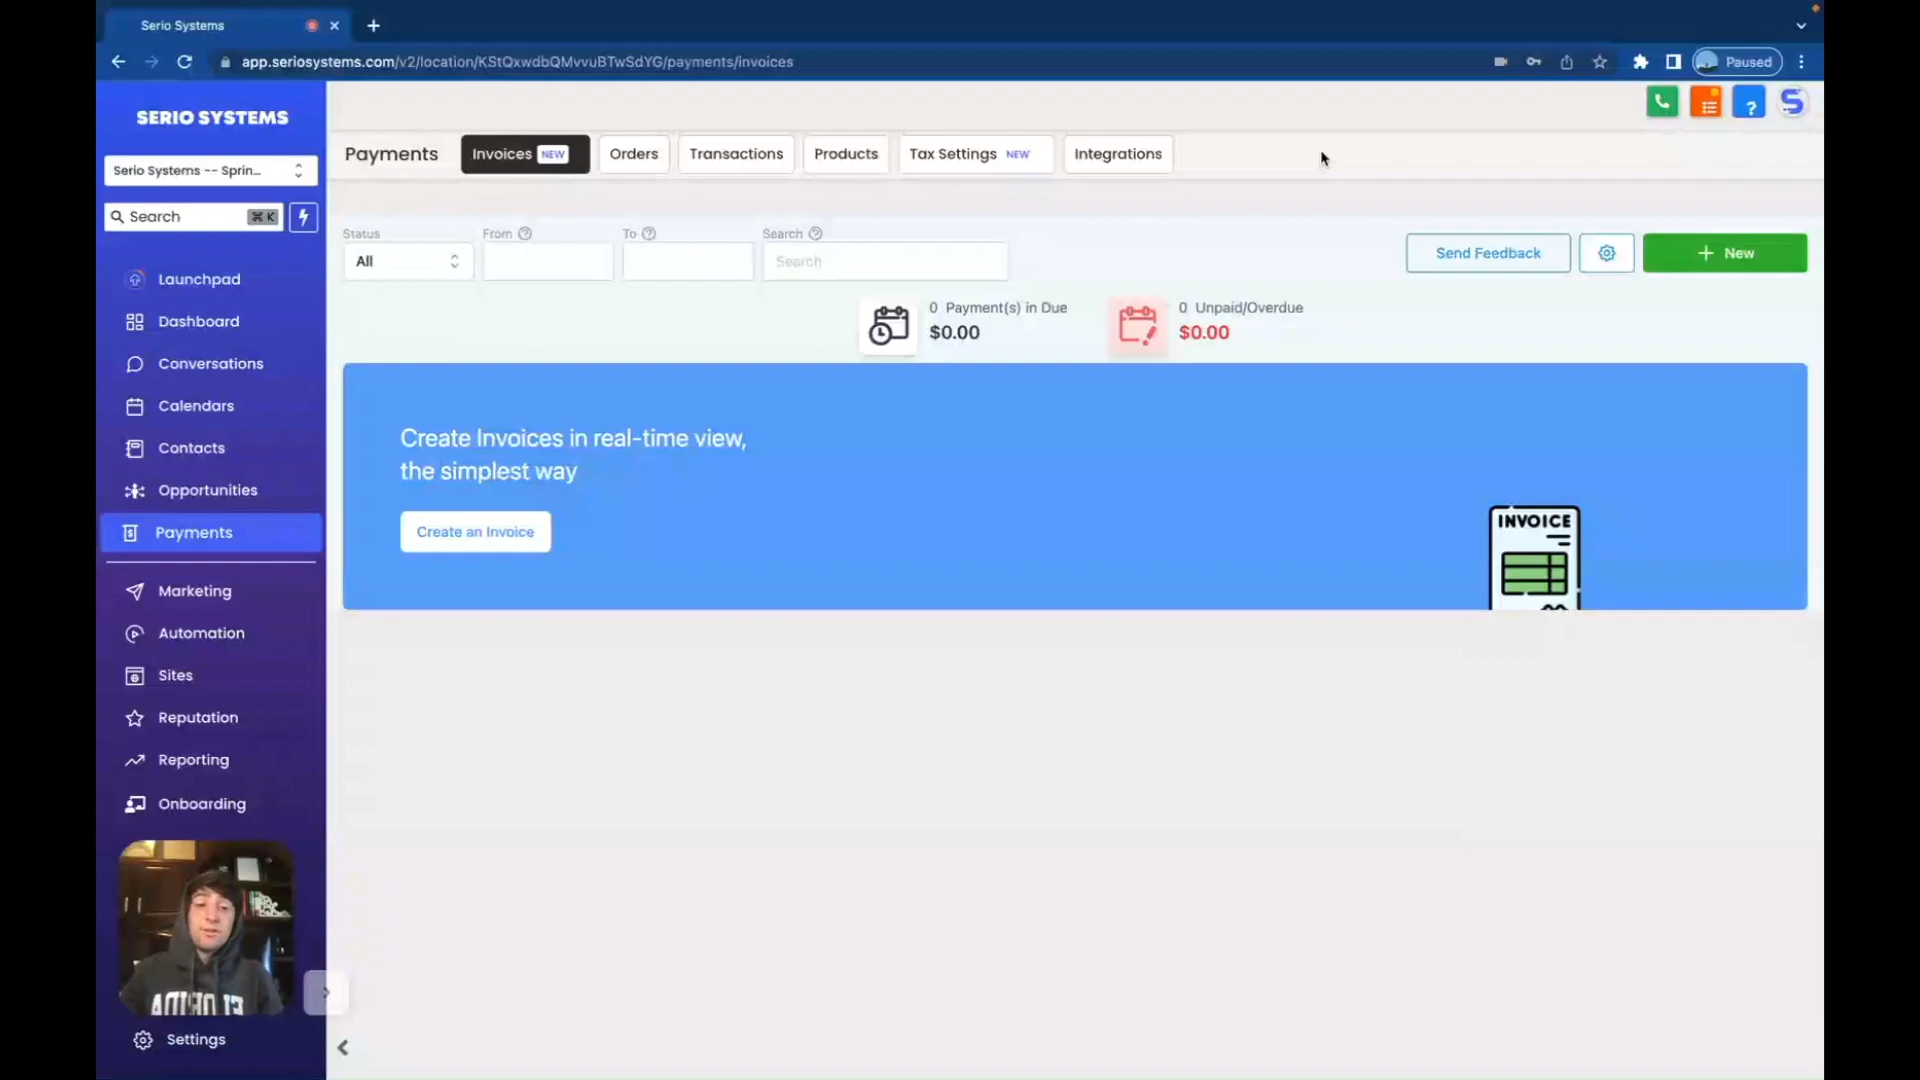 Serio Systems
app.seriosystems.com/v2/location/KStQxwdbQMvvuBTwSdYG/payments/invoices
Paused
SERIO SYSTEMS
Serio Systems -- Sprin...
Search ⌘ K
Launchpad
Dashboard
Conversations
Calendars
Contacts
Opportunities
Payments
Marketing
Automation
Sites
Reputation
Reporting
Onboarding
Settings
Payments Invoices NEW Orders Transactions Products Tax Settings NEW Integrations
Status From To Search
All Search
Send Feedback + New
0 Payment(s) in Due
$0.00
0 Unpaid/Overdue
$0.00
Create Invoices in real-time view,
the simplest way
Create an Invoice
INVOICE